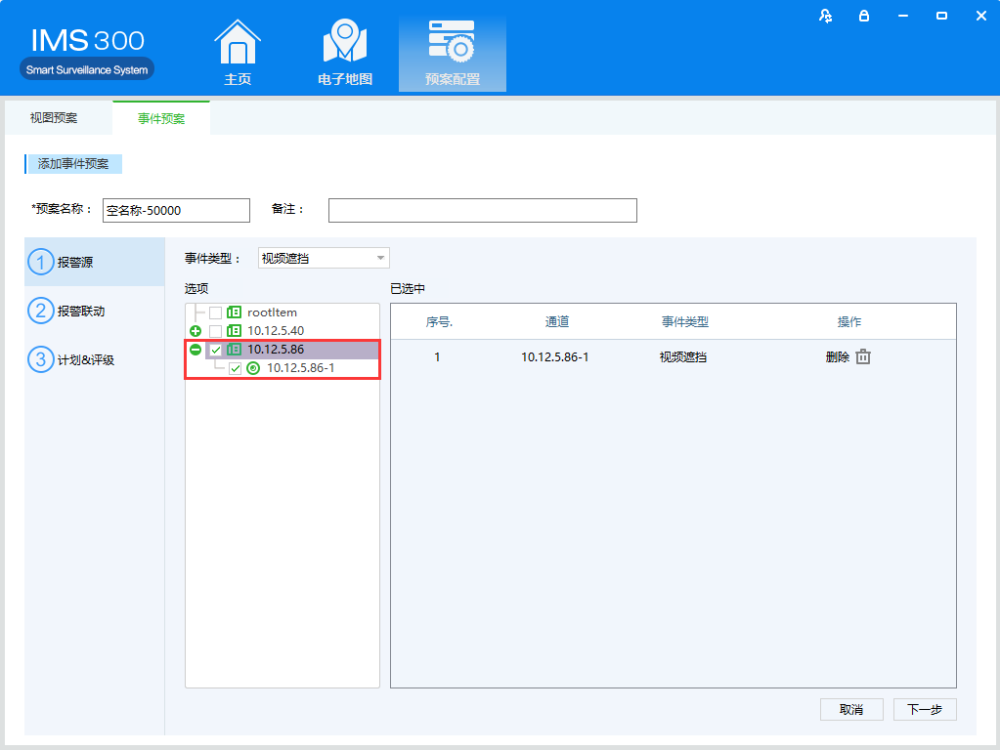 IMS 300
Smart Surveillance System
主页
电子地图
预案配置
视图预案
事件预案
添加事件预案
*预案名称：
空名称-50000
备注：
1 报警源
2 报警联动
3 计划&评级
事件类型：
视频遮挡
选项
已选中
rootItem
10.12.5.40
10.12.5.86
10.12.5.86-1
序号.
通道
事件类型
操作
1
10.12.5.86-1
视频遮挡
删除
取消
下一步